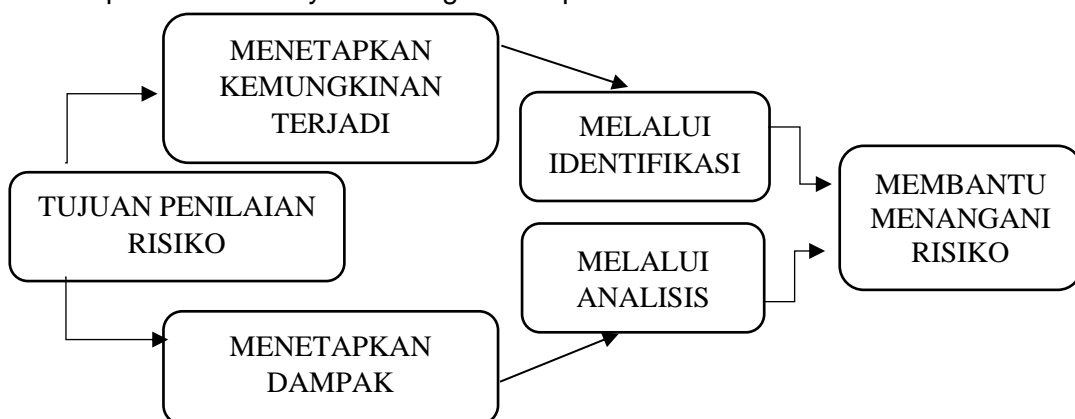 MENETAPKAN
KEMUNGKINAN
TERJADI
MELALUI
IDENTIFIKASI
TUJUAN PENILAIAN
RISIKO
MEMBANTU
MENANGANI
RISIKO
MELALUI
ANALISIS
MENETAPKAN
DAMPAK